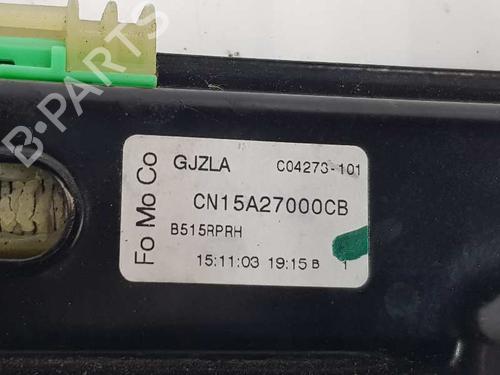 B-PARTS
GJZLA C04273-101
Fo Mo Co
CN15A27000CB
B515RPRH
15:11:03 19:15 B 1